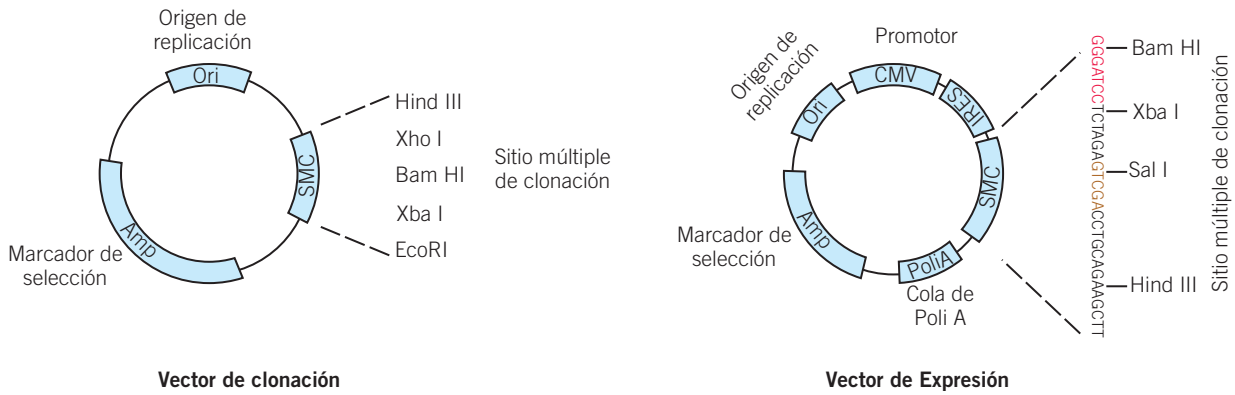 Origen de
replicación
Ori
Hind III
Xho I
Bam HI
Xba I
EcoRI
SMC
Sitio múltiple
de clonación
Amp
Marcador de
selección
Vector de clonación
Origen de
replicación
Ori
Promotor
CMV
IRES
SMC
PoliA
Cola de
Poli A
Amp
Marcador de
selección
GGGATCCTCTAGAGTCGACCTGCAGAAGCTT
Bam HI
Xba I
Sal I
Hind III
Sitio múltiple de clonación
Vector de Expresión